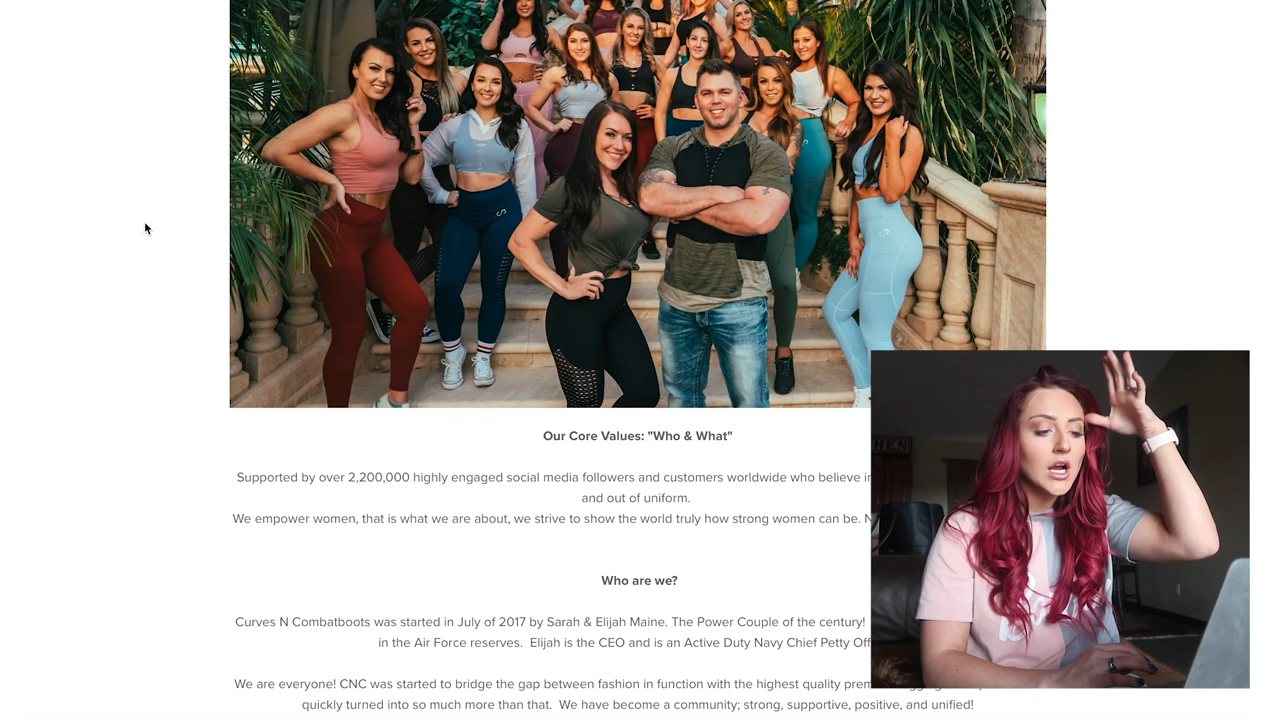 Our Core Values: "Who & What"
Supported by over 2,200,000 highly engaged social media followers and customers worldwide who believe
and out of uniform.
We empower women, that is what we are about, we strive to show the world truly how strong women can be.
Who are we?
Curves N Combatboots was started in July of 2017 by Sarah & Elijah Maine. The Power Couple of the century!
in the Air Force reserves. Elijah is the CEO and is an Active Duty Navy Chief Petty
We are everyone! CNC was started to bridge the gap between fashion in function with the highest quality
quickly turned into so much more than that. We have become a community; strong, supportive, positive, and unified!